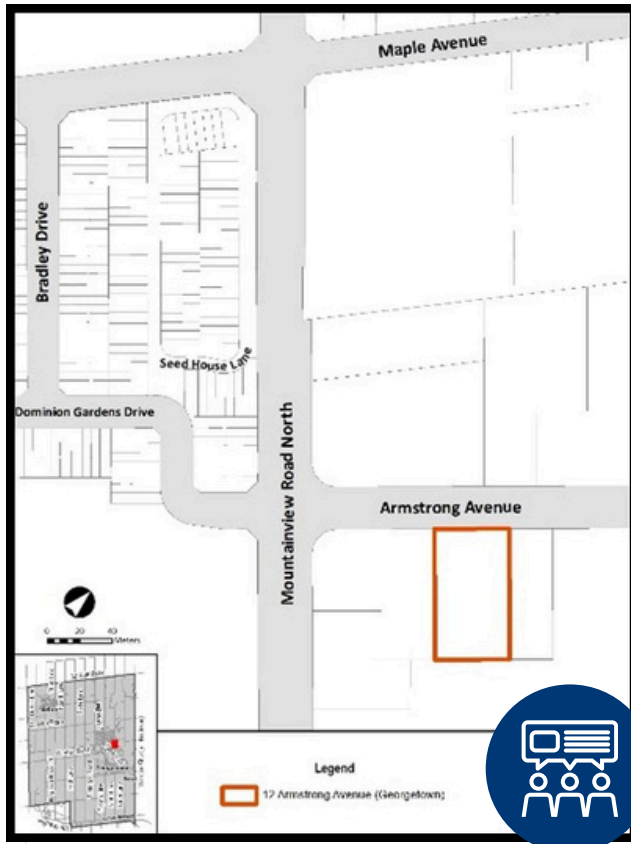 Maple Avenue
Bradley Drive
Seed House Lane
Dominion Gardens Drive
Mountainview Road North
Armstrong Avenue
0 20 40
Meters
Legend
12 Armstrong Avenue (Georgetown)